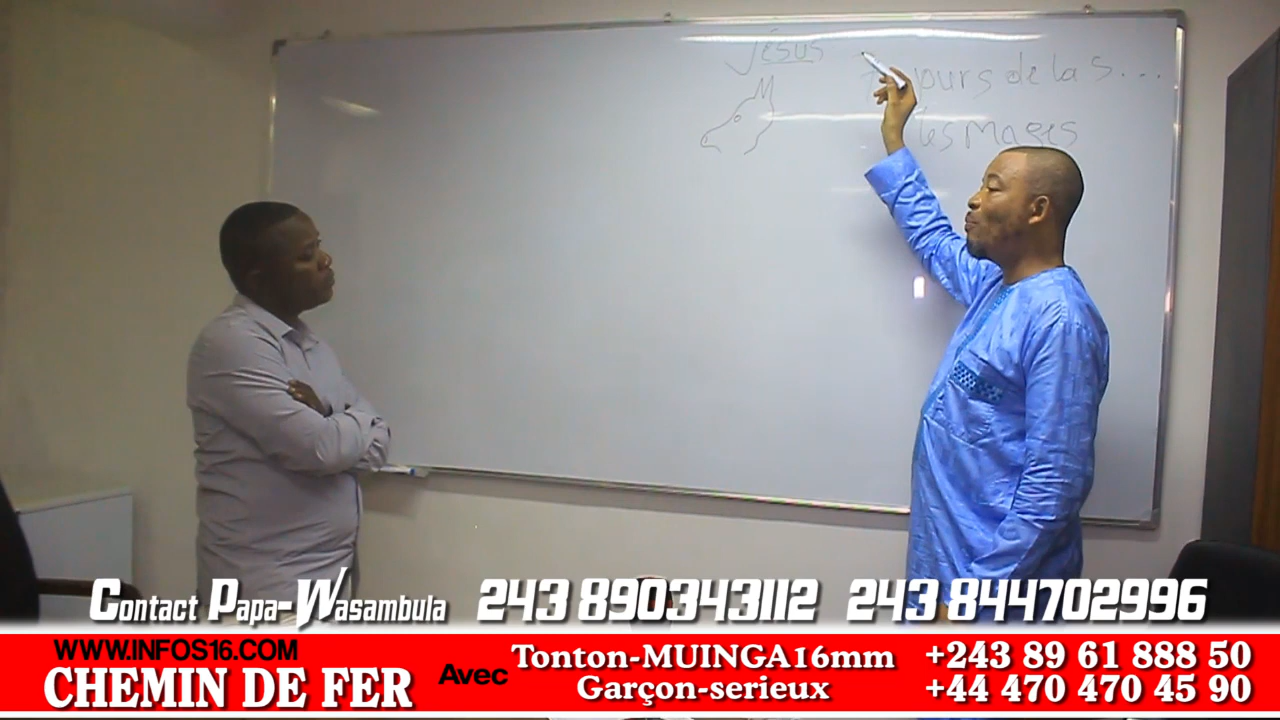 Jésus
jours de la s...
les Mages
Contact Papa-Wasambula 243 890343112 243 844702996
WWW.INFOS16.COM
CHEMIN DE FER
Avec
Tonton-MUINGA16mm
Garçon-serieux
+243 89 61 888 50
+44 470 470 45 90